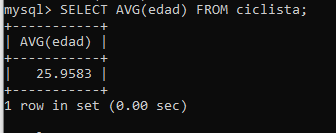 mysql> SELECT AVG(edad) FROM ciclista;
+-----------+
| AVG(edad) |
+-----------+
|   25.9583 |
+-----------+
1 row in set (0.00 sec)